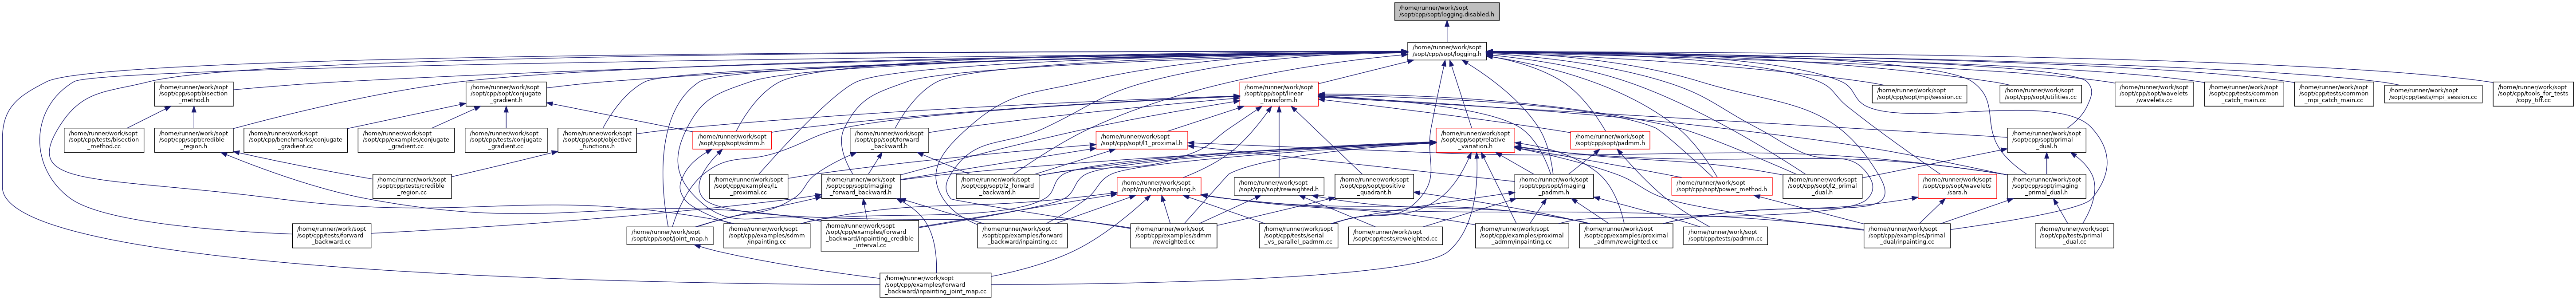 /home/runner/work/sopt
/sopt/cpp/sopt/logging.disabled.h
/home/runner/work/sopt
/sopt/cpp/sopt/logging.h
/home/runner/work/sopt
/sopt/cpp/sopt/bisection
_method.h
/home/runner/work/sopt
/sopt/cpp/sopt/conjugate
_gradient.h
/home/runner/work/sopt
/sopt/cpp/sopt/linear
_transform.h
/home/runner/work/sopt
/sopt/cpp/sopt/mpi/session.cc
/home/runner/work/sopt
/sopt/cpp/sopt/utilities.cc
/home/runner/work/sopt
/sopt/cpp/sopt/wavelets
/wavelets.cc
/home/runner/work/sopt
/sopt/cpp/tests/common
_catch_main.cc
/home/runner/work/sopt
/sopt/cpp/tests/common
_mpi_catch_main.cc
/home/runner/work/sopt
/sopt/cpp/tests/mpi_session.cc
/home/runner/work/sopt
/sopt/cpp/tools_for_tests
/copy_tiff.cc
/home/runner/work/sopt
/sopt/cpp/tests/bisection
_method.cc
/home/runner/work/sopt
/sopt/cpp/sopt/credible
_region.h
/home/runner/work/sopt
/sopt/cpp/benchmarks/conjugate
_gradient.cc
/home/runner/work/sopt
/sopt/cpp/examples/conjugate
_gradient.cc
/home/runner/work/sopt
/sopt/cpp/tests/conjugate
_gradient.cc
/home/runner/work/sopt
/sopt/cpp/sopt/objective
_functions.h
/home/runner/work/sopt
/sopt/cpp/sopt/sdmm.h
/home/runner/work/sopt
/sopt/cpp/sopt/forward
_backward.h
/home/runner/work/sopt
/sopt/cpp/sopt/l1_proximal.h
/home/runner/work/sopt
/sopt/cpp/sopt/relative
_variation.h
/home/runner/work/sopt
/sopt/cpp/sopt/padmm.h
/home/runner/work/sopt
/sopt/cpp/sopt/primal
_dual.h
/home/runner/work/sopt
/sopt/cpp/tests/credible
_region.cc
/home/runner/work/sopt
/sopt/cpp/examples/l1
_proximal.cc
/home/runner/work/sopt
/sopt/cpp/sopt/imaging
_forward_backward.h
/home/runner/work/sopt
/sopt/cpp/sopt/l2_forward
_backward.h
/home/runner/work/sopt
/sopt/cpp/sopt/sampling.h
/home/runner/work/sopt
/sopt/cpp/sopt/reweighted.h
/home/runner/work/sopt
/sopt/cpp/sopt/positive
_quadrant.h
/home/runner/work/sopt
/sopt/cpp/sopt/imaging
_padmm.h
/home/runner/work/sopt
/sopt/cpp/sopt/power_method.h
/home/runner/work/sopt
/sopt/cpp/sopt/l2_primal
_dual.h
/home/runner/work/sopt
/sopt/cpp/sopt/wavelets
/sara.h
/home/runner/work/sopt
/sopt/cpp/sopt/imaging
_primal_dual.h
/home/runner/work/sopt
/sopt/cpp/tests/forward
_backward.cc
/home/runner/work/sopt
/sopt/cpp/sopt/joint_map.h
/home/runner/work/sopt
/sopt/cpp/examples/sdmm
/inpainting.cc
/home/runner/work/sopt
/sopt/cpp/examples/forward
_backward/inpainting_credible
_interval.cc
/home/runner/work/sopt
/sopt/cpp/examples/forward
_backward/inpainting.cc
/home/runner/work/sopt
/sopt/cpp/examples/sdmm
/reweighted.cc
/home/runner/work/sopt
/sopt/cpp/tests/serial
_vs_parallel_padmm.cc
/home/runner/work/sopt
/sopt/cpp/tests/reweighted.cc
/home/runner/work/sopt
/sopt/cpp/examples/proximal
_admm/inpainting.cc
/home/runner/work/sopt
/sopt/cpp/examples/proximal
_admm/reweighted.cc
/home/runner/work/sopt
/sopt/cpp/tests/padmm.cc
/home/runner/work/sopt
/sopt/cpp/examples/primal
_dual/inpainting.cc
/home/runner/work/sopt
/sopt/cpp/tests/primal
_dual.cc
/home/runner/work/sopt
/sopt/cpp/examples/forward
_backward/inpainting_joint_map.cc